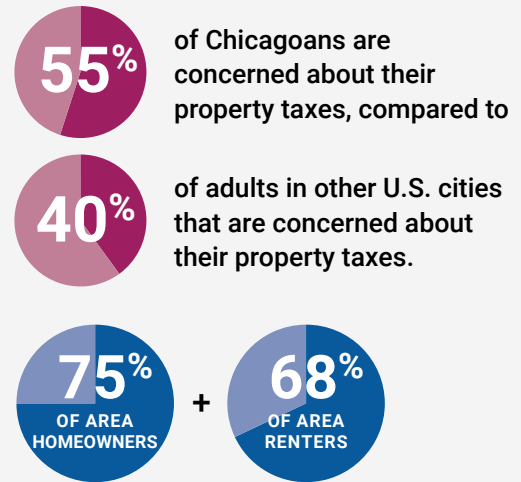 55%
of Chicagoans are
concerned about their
property taxes, compared to
40%
of adults in other U.S. cities
that are concerned about
their property taxes.
75%
OF AREA
HOMEOWNERS
+
68%
OF AREA
RENTERS